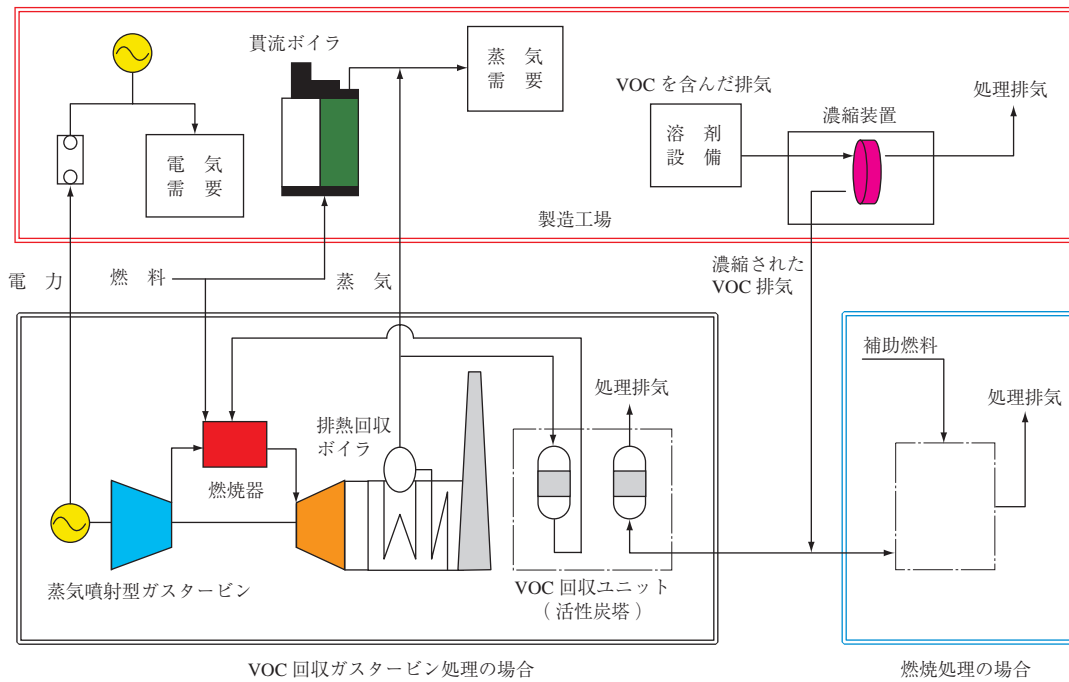 貫流ボイラ
蒸 気
需 要
VOC を含んだ排気
処理排気
濃縮装置
溶 剤
設 備
電 気
需 要
製造工場
電 力
燃 料
蒸 気
濃縮された
VOC 排気
補助燃料
処理排気
処理排気
排熱回収
ボイラ
燃焼器
蒸気噴射型ガスタービン
VOC 回収ユニット
( 活性炭塔 )
VOC 回収ガスタービン処理の場合
燃焼処理の場合